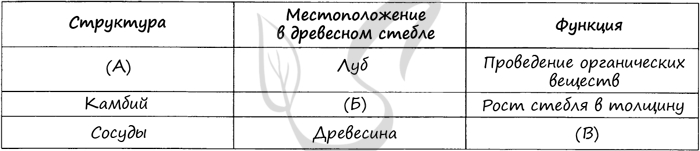 Структура
Местоположение
в древесном стебле
Функция
(А)
Луб
Проведение органических
веществ
Камбий
(Б)
Рост стебля в толщину
Сосуды
Древесина
(В)